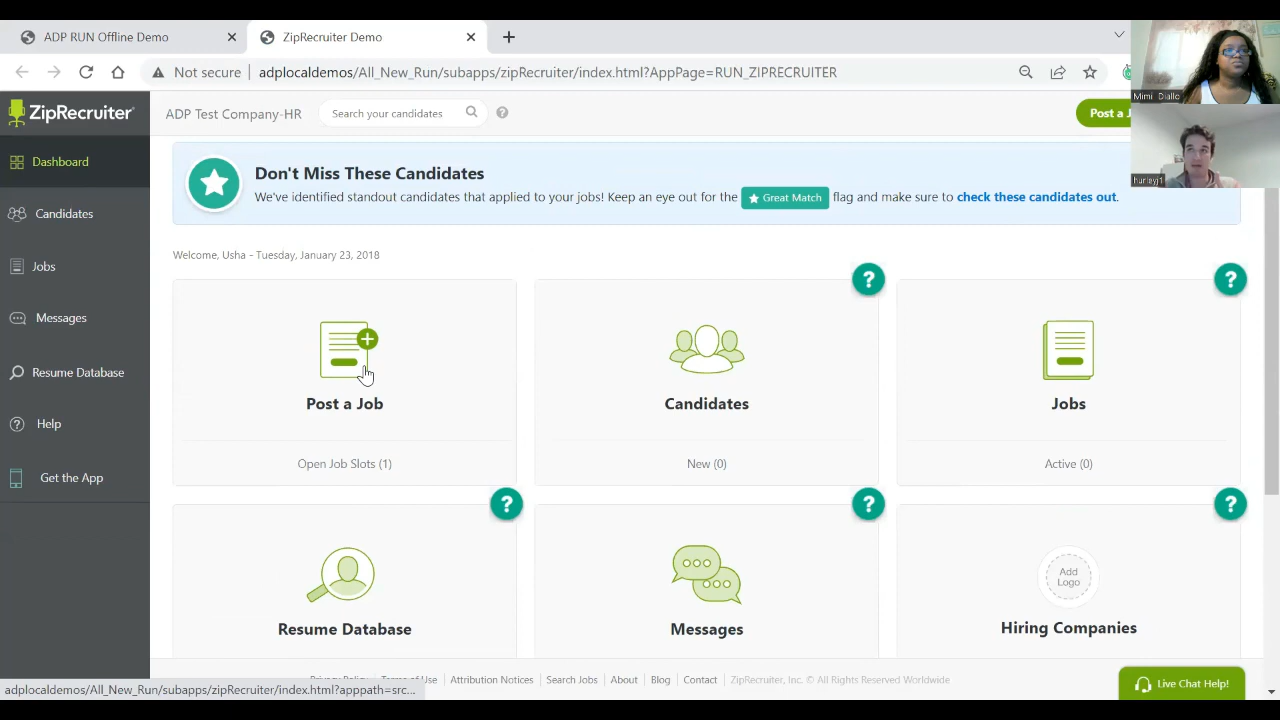 ADP RUN Offline Demo
ZipRecruiter Demo
Not secure
adplocaldemos/All_New_Run/subapps/zipRecruiter/index.html?AppPage=RUN_ZIPRECRUITER
Mimi Diallo
hurleyj1
ZipRecruiter
ADP Test Company-HR
Search your candidates
?
Post a J
Dashboard
Candidates
Jobs
Messages
Resume Database
? Help
Get the App
Don't Miss These Candidates
We've identified standout candidates that applied to your jobs! Keep an eye out for the Great Match flag and make sure to check these candidates out.
Welcome, Usha - Tuesday, January 23, 2018
?
?
Post a Job
Candidates
Jobs
Open Job Slots (1)
New (0)
Active (0)
?
?
?
Add
Logo
Resume Database
Messages
Hiring Companies
Terms of Use
Attribution Notices
Search Jobs
About
Blog
Contact
ZipRecruiter, Inc. © All Rights Reserved Worldwide
Live Chat Help!
adplocaldemos/All_New_Run/subapps/zipRecruiter/index.html?apppath=src...